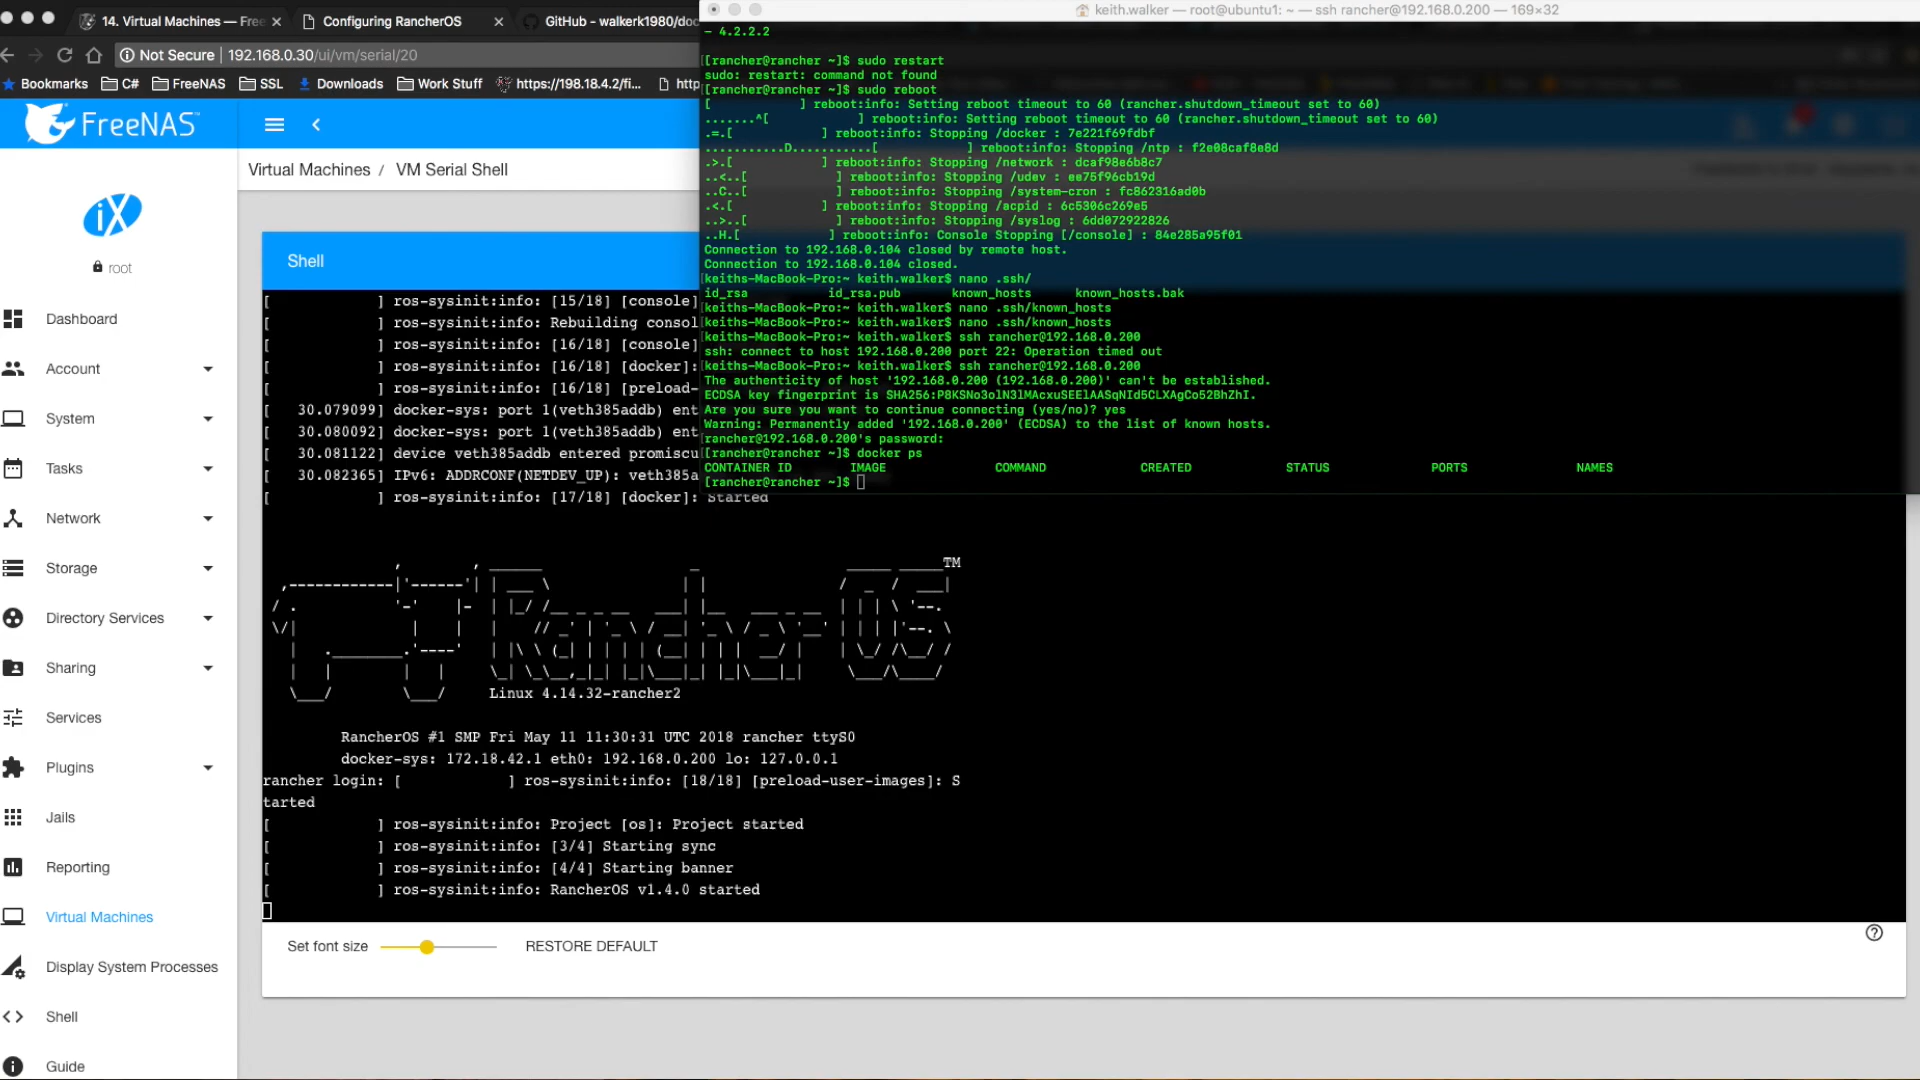 14. Virtual Machines — Free
Configuring RancherOS
GitHub - walkerk1980/doc
Not Secure | 192.168.0.30/ui/vm/serial/20
Bookmarks
C#
FreeNAS
SSL
Downloads
Work Stuff
https://198.18.4.2/fi...
http
FreeNAS
Virtual Machines / VM Serial Shell
iX
root
Dashboard
Account
System
Tasks
Network
Storage
Directory Services
Sharing
Services
Plugins
Jails
Reporting
Virtual Machines
Display System Processes
Shell
Guide
keith.walker — root@ubuntu1: ~ — ssh rancher@192.168.0.200 — 169×32
- 4.2.2.2
[[rancher@rancher ~]$ sudo restart
sudo: restart: command not found
[[rancher@rancher ~]$ sudo reboot
[            ] reboot:info: Setting reboot timeout to 60 (rancher.shutdown_timeout set to 60)
.......^[            ] reboot:info: Setting reboot timeout to 60 (rancher.shutdown_timeout set to 60)
.=.[            ] reboot:info: Stopping /docker : 7e221f69fdbf
...........D...........[            ] reboot:info: Stopping /ntp : f2e08caf8e8d
.>.[            ] reboot:info: Stopping /network : dcaf98e6b8c7
..<..[            ] reboot:info: Stopping /udev : ee75f96cb19d
..C..[            ] reboot:info: Stopping /system-cron : fc862316ad0b
.<.[            ] reboot:info: Stopping /acpid : 6c5306c269e5
..>..[            ] reboot:info: Stopping /syslog : 6dd072922826
..H.[            ] reboot:info: Console Stopping [/console] : 84e285a95f01
Connection to 192.168.0.104 closed by remote host.
Connection to 192.168.0.104 closed.
[keiths-MacBook-Pro:~ keith.walker$ nano .ssh/
id_rsa           id_rsa.pub       known_hosts      known_hosts.bak
[keiths-MacBook-Pro:~ keith.walker$ nano .ssh/known_hosts
[keiths-MacBook-Pro:~ keith.walker$ nano .ssh/known_hosts
[keiths-MacBook-Pro:~ keith.walker$ ssh rancher@192.168.0.200
ssh: connect to host 192.168.0.200 port 22: Operation timed out
[keiths-MacBook-Pro:~ keith.walker$ ssh rancher@192.168.0.200
The authenticity of host '192.168.0.200 (192.168.0.200)' can't be established.
ECDSA key fingerprint is SHA256:P8KSNo3olN3lMAcxuSEElAASqNId5CLXAgCo52BhZhI.
Are you sure you want to continue connecting (yes/no)? yes
Warning: Permanently added '192.168.0.200' (ECDSA) to the list of known hosts.
[rancher@192.168.0.200's password:
[[rancher@rancher ~]$ docker ps
CONTAINER ID        IMAGE               COMMAND             CREATED             STATUS              PORTS               NAMES
[[rancher@rancher ~]$
Shell
[            ] ros-sysinit:info: [15/18] [console]
[            ] ros-sysinit:info: Rebuilding consol
[            ] ros-sysinit:info: [16/18] [console]
[            ] ros-sysinit:info: [16/18] [docker]:
[            ] ros-sysinit:info: [16/18] [preload-
[   30.079099] docker-sys: port 1(veth385addb) ent
[   30.080092] docker-sys: port 1(veth385addb) ent
[   30.081122] device veth385addb entered promiscu
[   30.082365] IPv6: ADDRCONF(NETDEV_UP): veth385a
[            ] ros-sysinit:info: [17/18] [docker]: Started
Rancher OS TM
Linux 4.14.32-rancher2
RancherOS #1 SMP Fri May 11 11:30:31 UTC 2018 rancher ttyS0
docker-sys: 172.18.42.1 eth0: 192.168.0.200 lo: 127.0.0.1
rancher login: [            ] ros-sysinit:info: [18/18] [preload-user-images]: S
tarted
[            ] ros-sysinit:info: Project [os]: Project started
[            ] ros-sysinit:info: [3/4] Starting sync
[            ] ros-sysinit:info: [4/4] Starting banner
[            ] ros-sysinit:info: RancherOS v1.4.0 started
Set font size
RESTORE DEFAULT